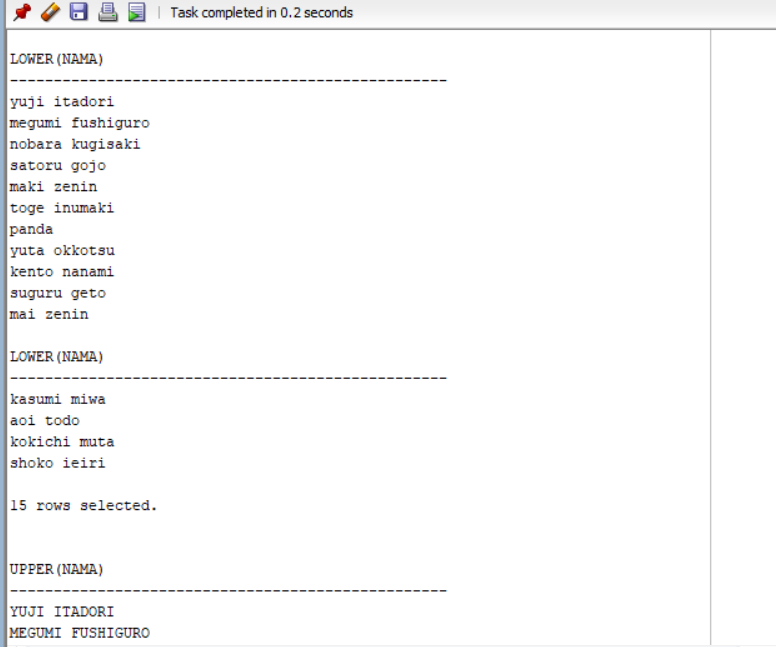 Task completed in 0.2 seconds
LOWER(NAMA)
--------------------------------------------------
yuji itadori
megumi fushiguro
nobara kugisaki
satoru gojo
maki zenin
toge inumaki
panda
yuta okkotsu
kento nanami
suguru geto
mai zenin
LOWER(NAMA)
--------------------------------------------------
kasumi miwa
aoi todo
kokichi muta
shoko ieiri
15 rows selected.
UPPER(NAMA)
--------------------------------------------------
YUJI ITADORI
MEGUMI FUSHIGURO